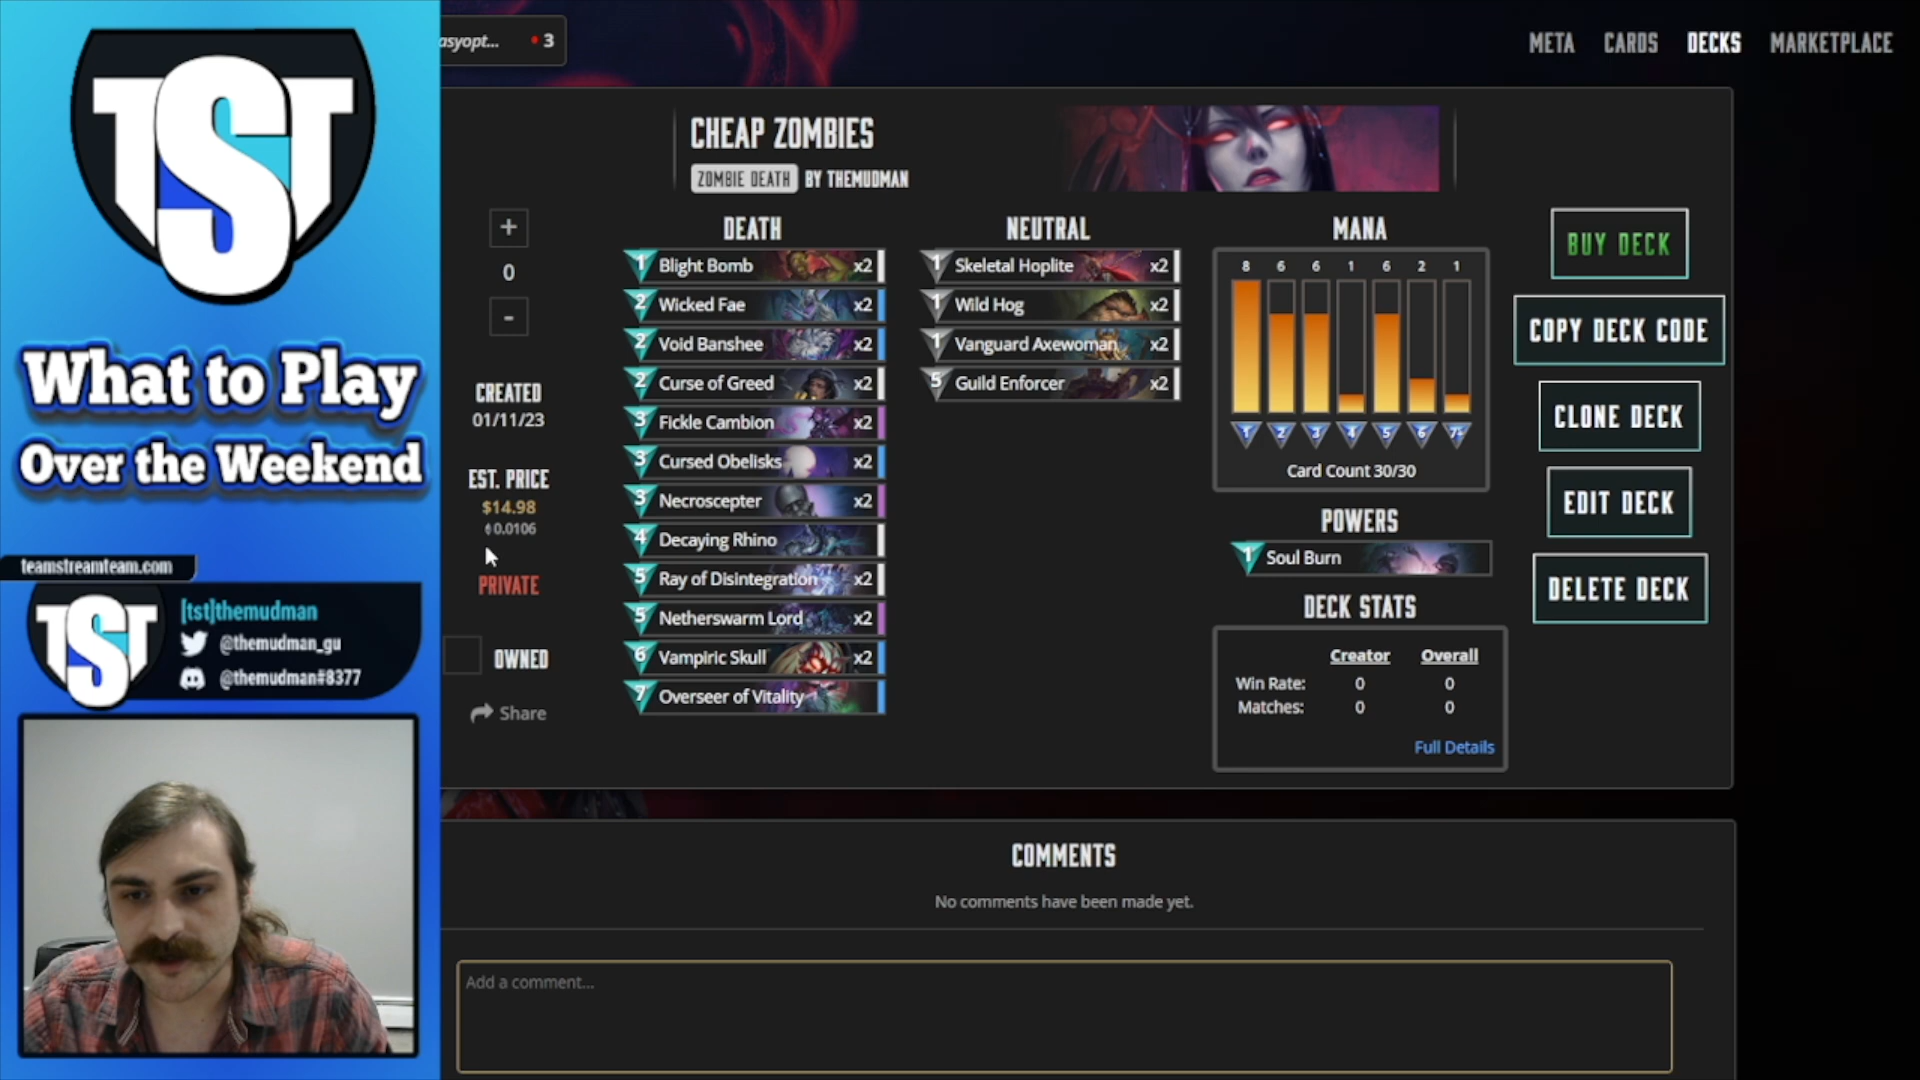 TST
What to Play
Over the Weekend
teamstreamteam.com
TST
[tst]themudman
@themudman_gu
@themudman#8377
asyopt...
3
META
CARDS
DECKS
MARKETPLACE
CHEAP ZOMBIES
ZOMBIE DEATH BY THEMUDMAN
+
0
-
CREATED
01/11/23
EST. PRICE
$14.98
0.0106
PRIVATE
OWNED
Share
DEATH
1 Blight Bomb x2
2 Wicked Fae x2
2 Void Banshee x2
2 Curse of Greed x2
3 Fickle Cambion x2
3 Cursed Obelisks x2
3 Necroscepter x2
4 Decaying Rhino
5 Ray of Disintegration x2
5 Netherswarm Lord x2
6 Vampiric Skull x2
7 Overseer of Vitality
NEUTRAL
1 Skeletal Hoplite x2
1 Wild Hog x2
1 Vanguard Axewoman x2
5 Guild Enforcer x2
MANA
8 6 6 1 6 2 1
1 2 3 4 5 6 7+
Card Count 30/30
POWERS
1 Soul Burn
DECK STATS
Creator Overall
Win Rate: 0 0
Matches: 0 0
Full Details
BUY DECK
COPY DECK CODE
CLONE DECK
EDIT DECK
DELETE DECK
COMMENTS
No comments have been made yet.
Add a comment...